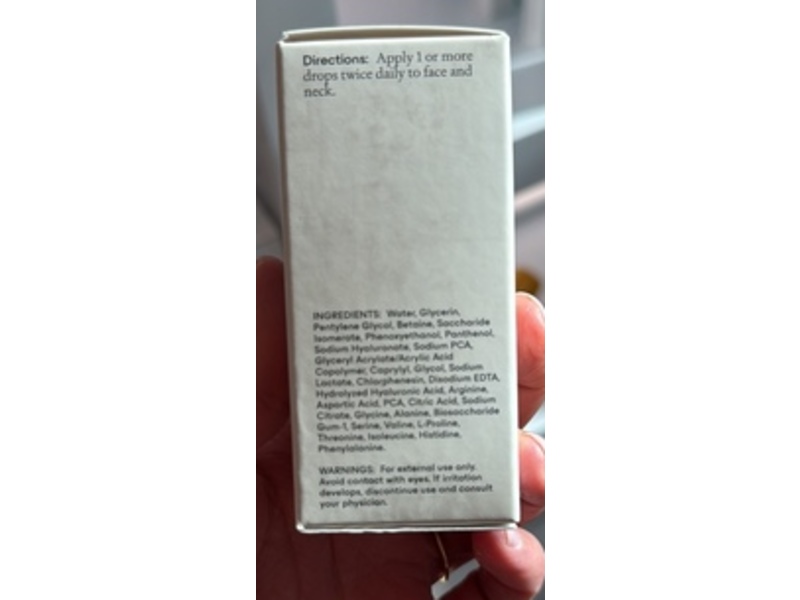 Directions: Apply 1 or more
drops twice daily to face and
neck.
INGREDIENTS: Water, Glycerin,
Pentylene Glycol, Betaine, Saccharide
Isomerate, Phenoxyethanol, Panthenol,
Sodium Hyaluronate, Sodium PCA,
Glyceryl Acrylate/Acrylic Acid
Copolymer, Caprylyl, Glycol, Sodium
Lactate, Chlorphenesin, Disodium EDTA,
Hydrolyzed Hyaluronic Acid, Arginine,
Aspartic Acid, PCA, Citric Acid, Sodium
Citrate, Glycine, Alanine, Biosaccharide
Gum-1, Serine, Valine, L-Proline,
Threonine, Isoleucine, Histidine,
Phenylalanine.
WARNINGS: For external use only.
Avoid contact with eyes. If irritation
develops, discontinue use and consult
your physician.